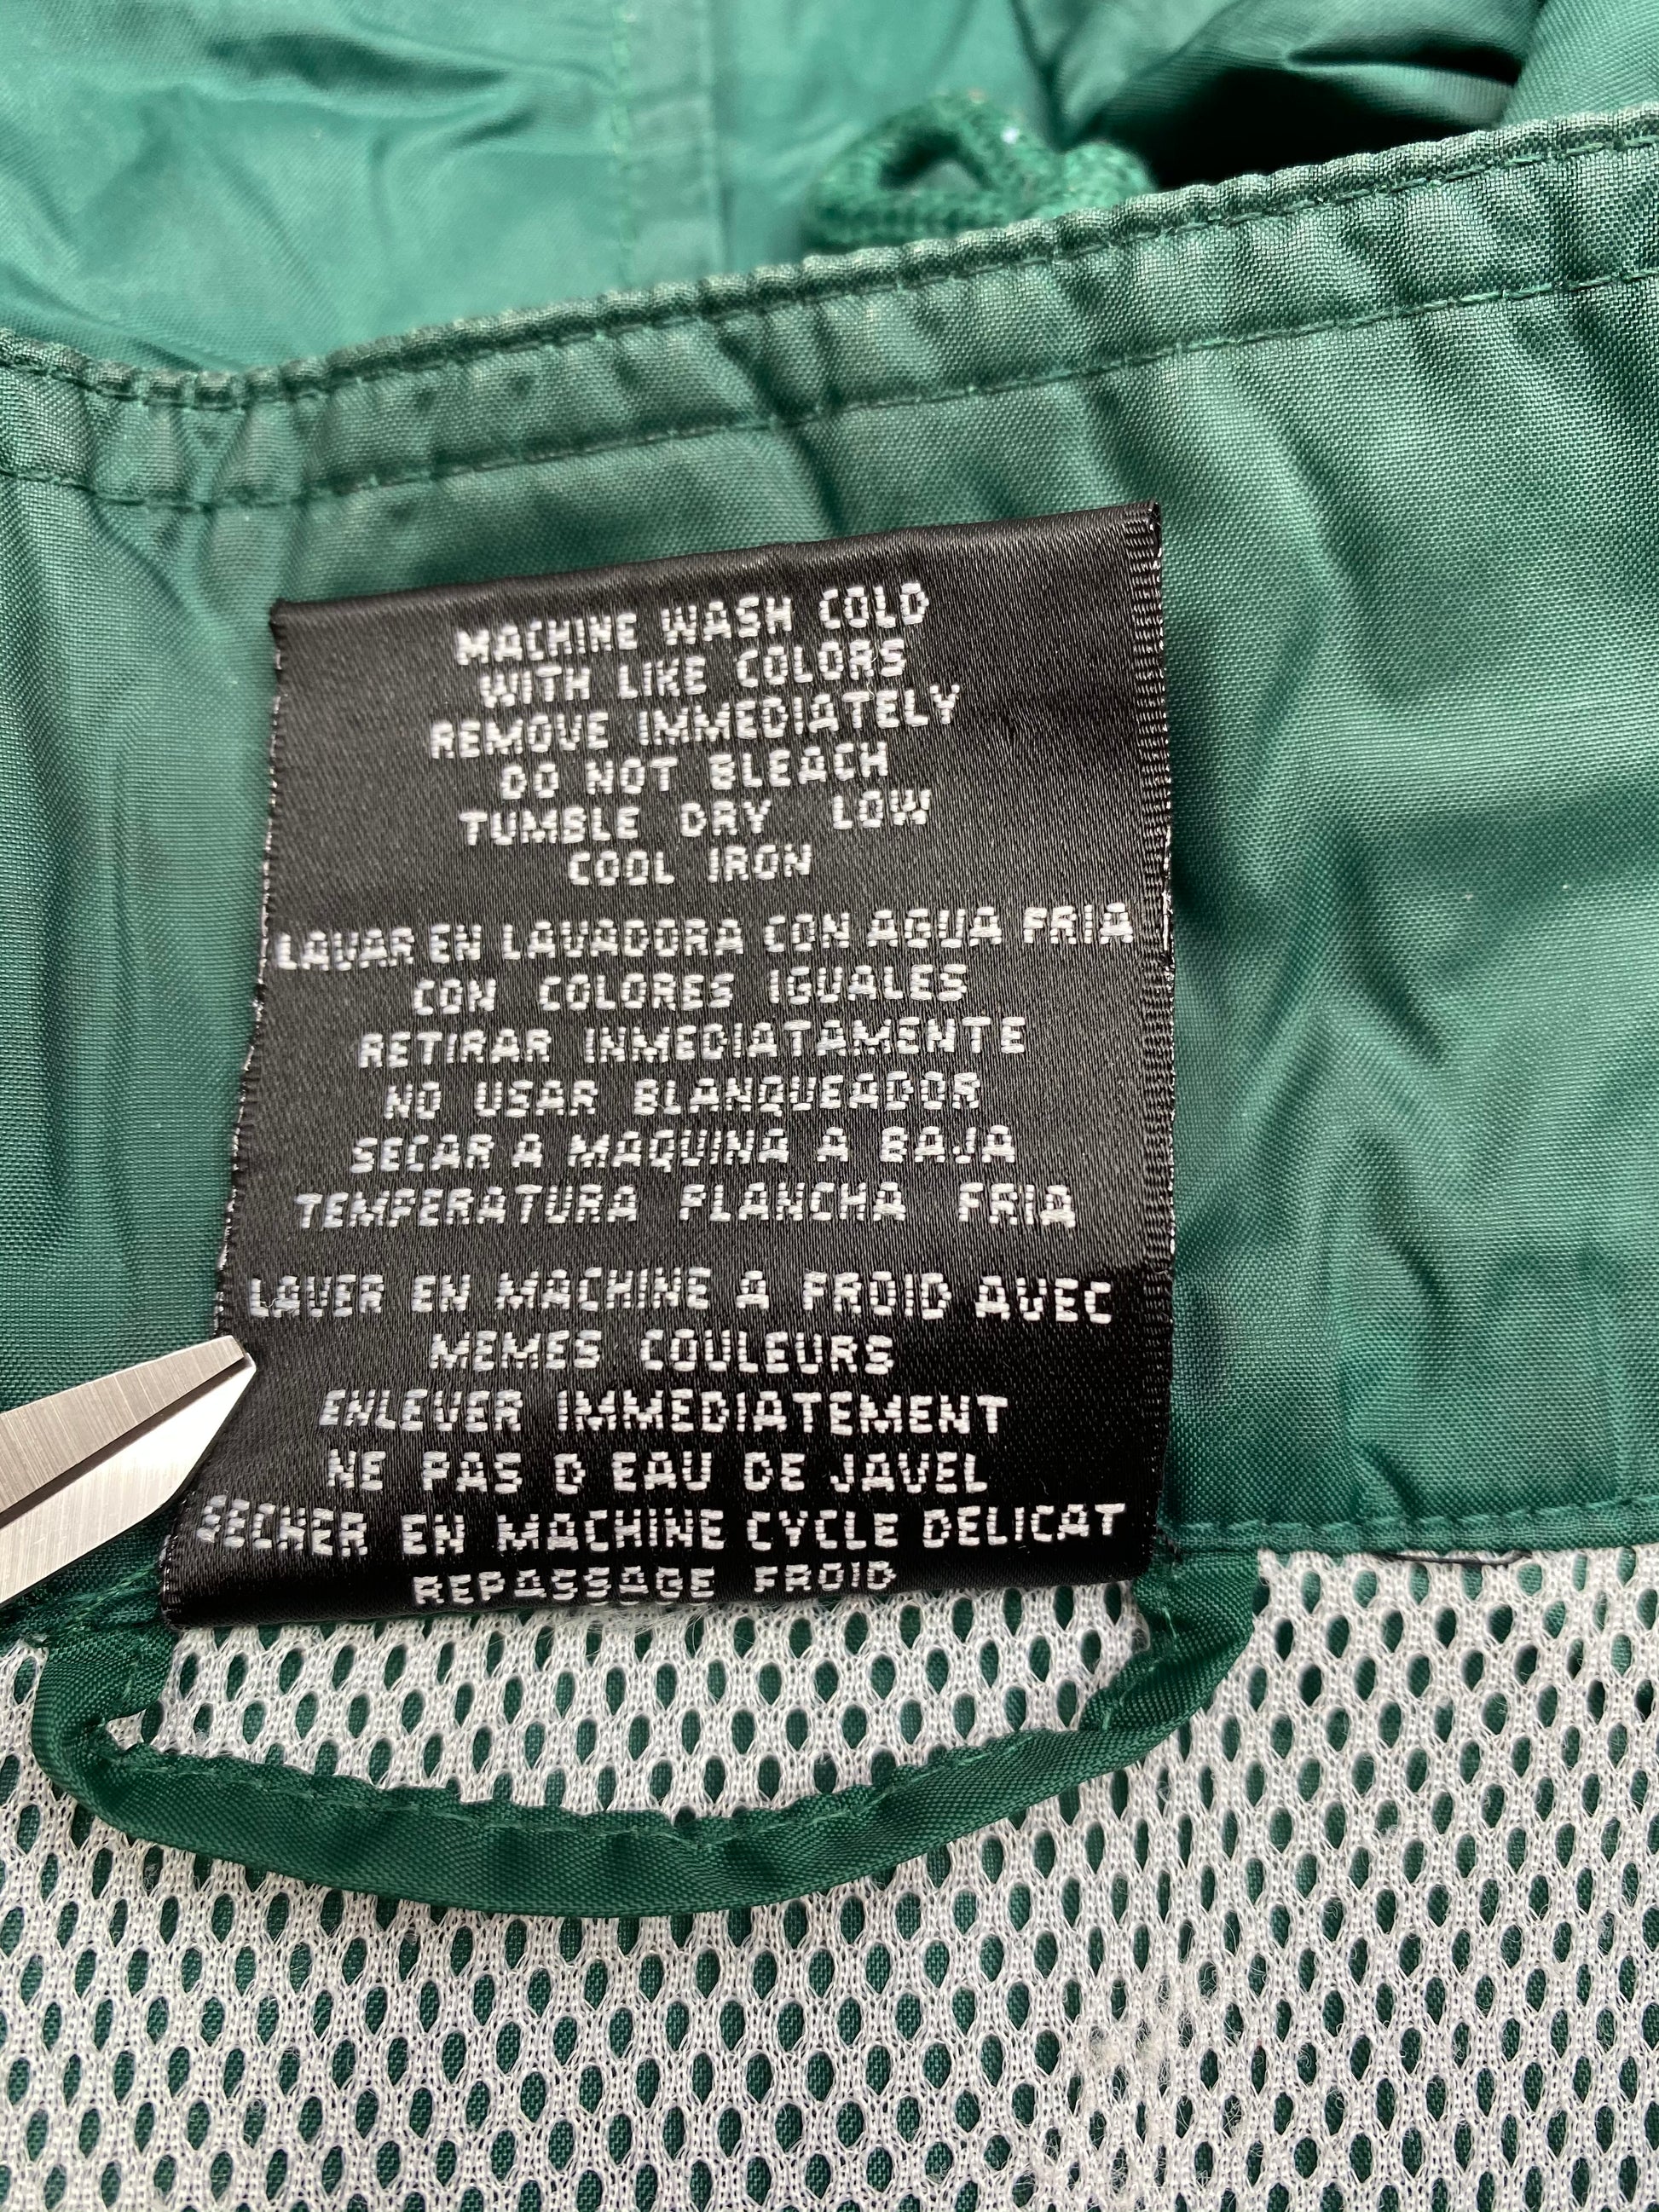 MACHINE WASH COLD
WITH LIKE COLORS
REMOVE IMMEDIATELY
DO NOT BLEACH
TUMBLE DRY LOW
COOL IRON
LAVAR EN LAVADORA CON AGUA FRIA
CON COLORES IGUALES
RETIRAR INMEDIATAMENTE
NO USAR BLANQUEADOR
SECAR A MAQUINA A BAJA
TEMPERATURA PLANCHA FRIA
LAVER EN MACHINE A FROID AVEC
MEMES COULEURS
ENLEVER IMMEDIATEMENT
NE PAS D EAU DE JAVEL
SECHER EN MACHINE CYCLE DELICAT
REPASSAGE FROID